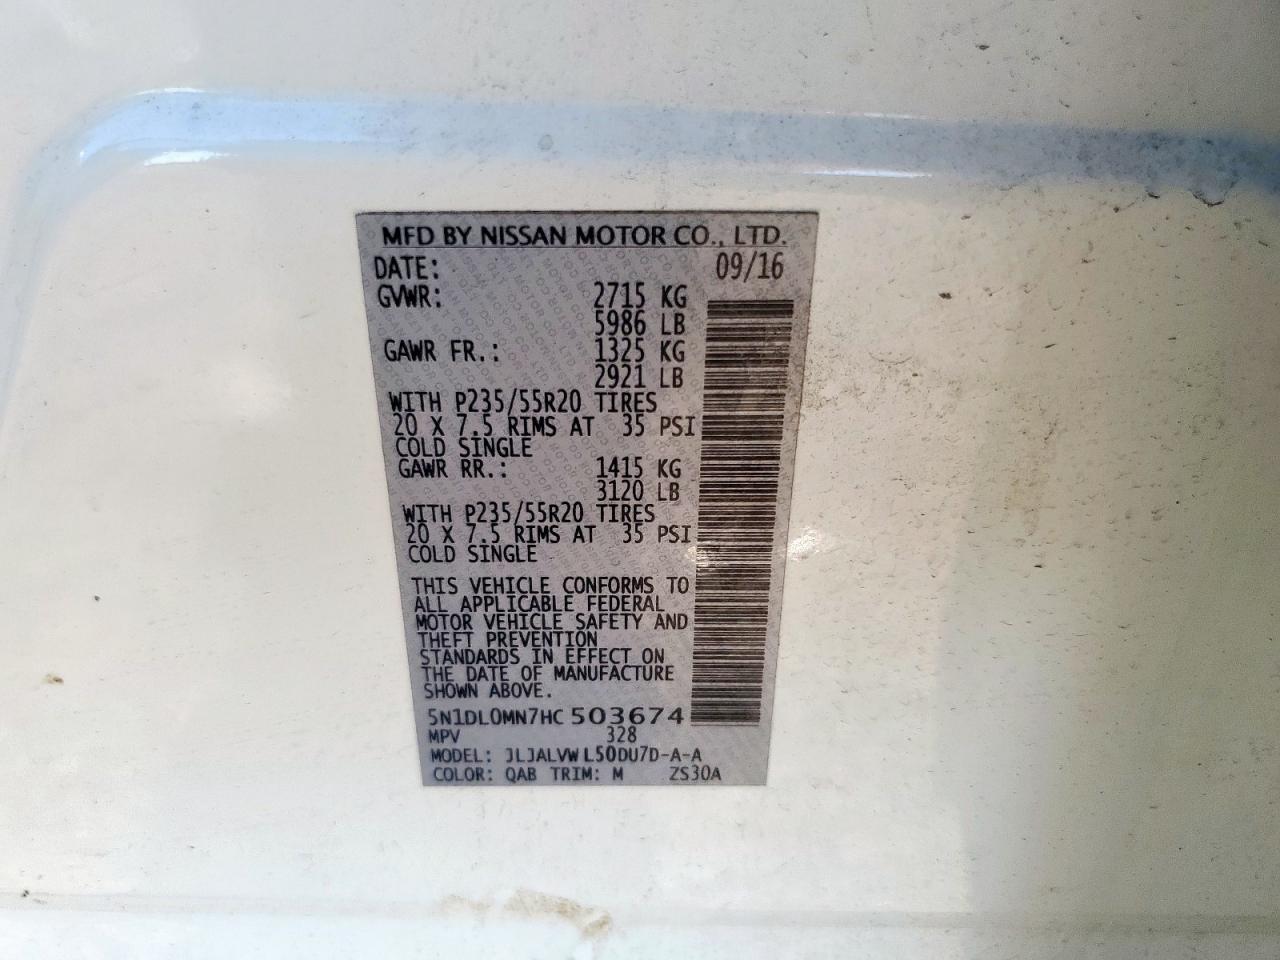 MFD BY NISSAN MOTOR CO., LTD.
DATE: 09/16
GVWR: 2715 KG
5986 LB
GAWR FR.: 1325 KG
2921 LB
WITH P235/55R20 TIRES
20 X 7.5 RIMS AT 35 PSI
COLD SINGLE
GAWR RR.: 1415 KG
3120 LB
WITH P235/55R20 TIRES
20 X 7.5 RIMS AT 35 PSI
COLD SINGLE
THIS VEHICLE CONFORMS TO
ALL APPLICABLE FEDERAL
MOTOR VEHICLE SAFETY AND
THEFT PREVENTION
STANDARDS IN EFFECT ON
THE DATE OF MANUFACTURE
SHOWN ABOVE.
5N1DL0MN7HC503674
MPV 328
MODEL: JLJALVWL50DU7D-A-A
COLOR: QAB TRIM: M ZS30A